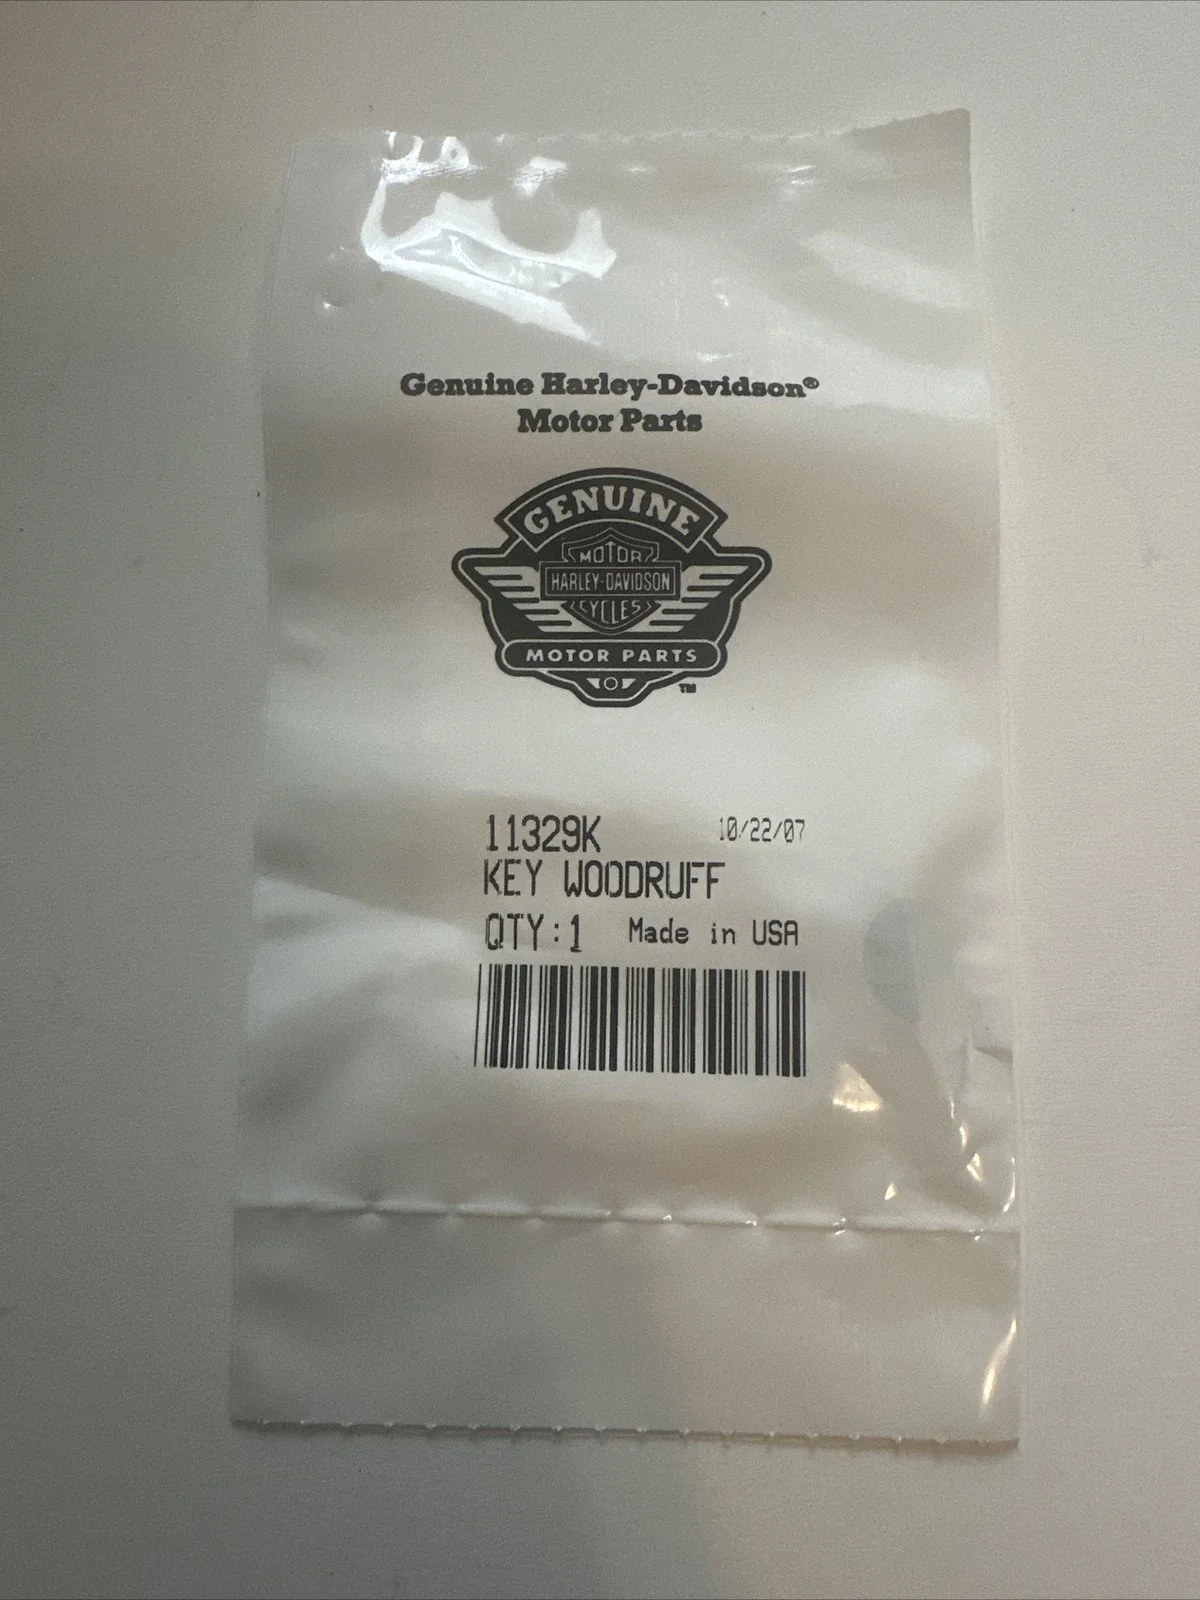 Genuine Harley-Davidson®
Motor Parts
GENUINE
MOTOR
HARLEY-DAVIDSON
CYCLES
MOTOR PARTS
TM
11329K 10/22/07
KEY WOODRUFF
QTY:1 Made in USA